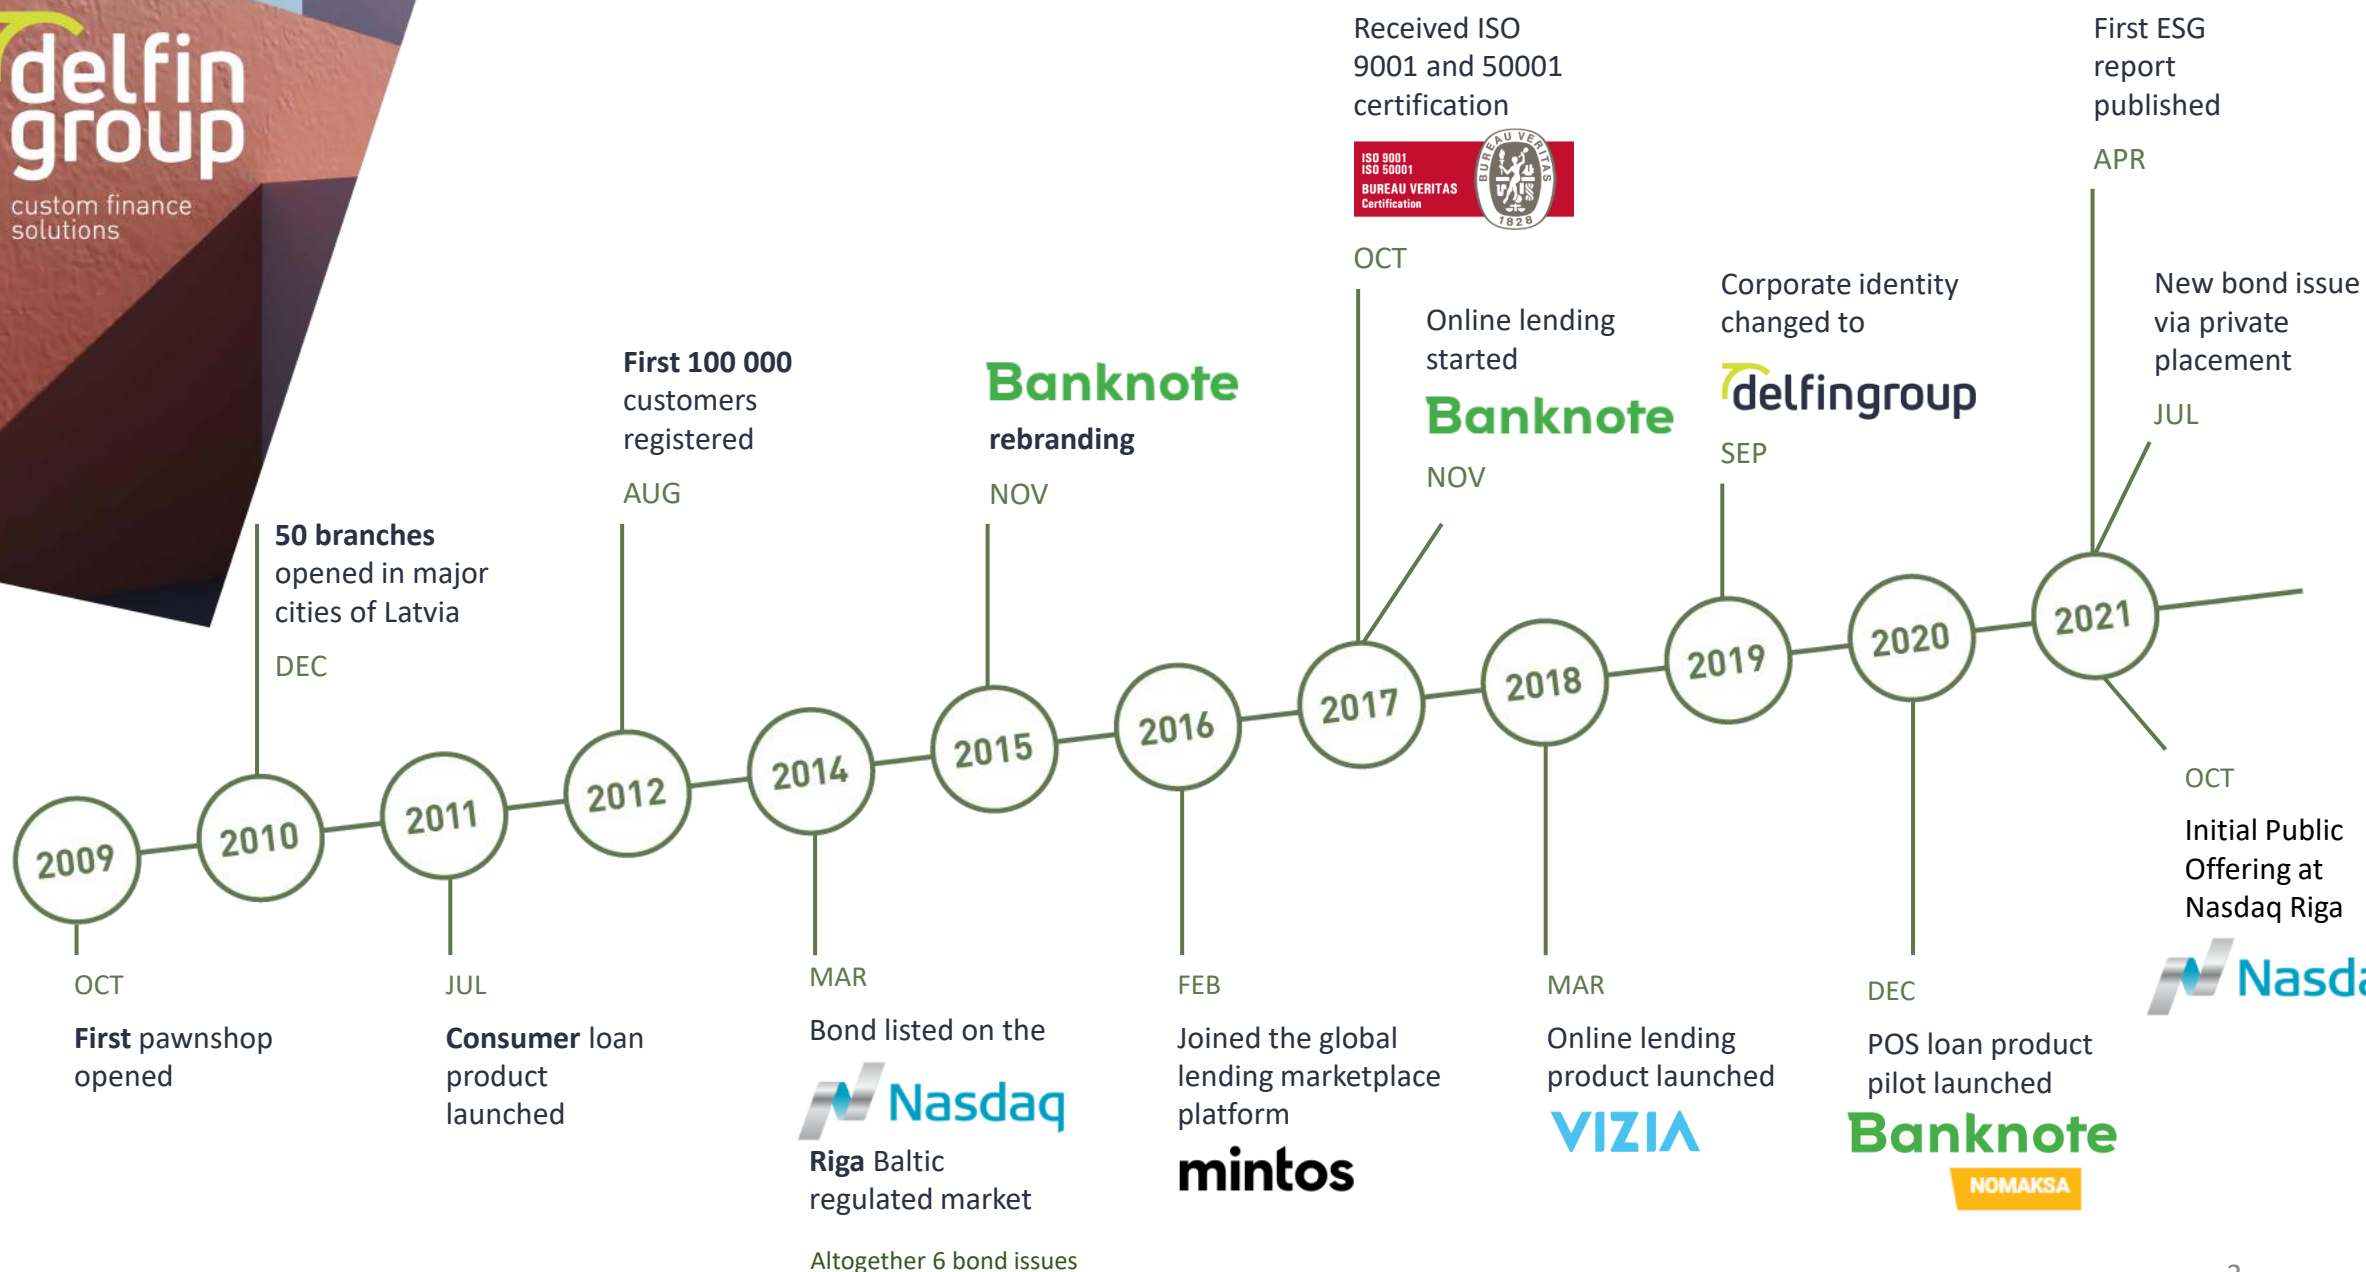 delfin
group
custom finance
solutions
Received ISO
9001 and 50001
certification
ISO 9001
ISO 50001
BUREAU VERITAS
Certification
BUREAU VERITAS
1828
OCT
First ESG
report
published
APR
Online lending
started
Banknote
NOV
Corporate identity
changed to
delfingroup
SEP
New bond issue
via private
placement
JUL
First 100 000
customers
registered
AUG
Banknote
rebranding
NOV
50 branches
opened in major
cities of Latvia
DEC
2009
2010
2011
2012
2014
2015
2016
2017
2018
2019
2020
2021
OCT
First pawnshop
opened
JUL
Consumer loan
product
launched
MAR
Bond listed on the
Nasdaq
Riga Baltic
regulated market
Altogether 6 bond issues
FEB
Joined the global
lending marketplace
platform
mintos
MAR
Online lending
product launched
VIZIA
DEC
POS loan product
pilot launched
Banknote
NOMAKSA
OCT
Initial Public
Offering at
Nasdaq Riga